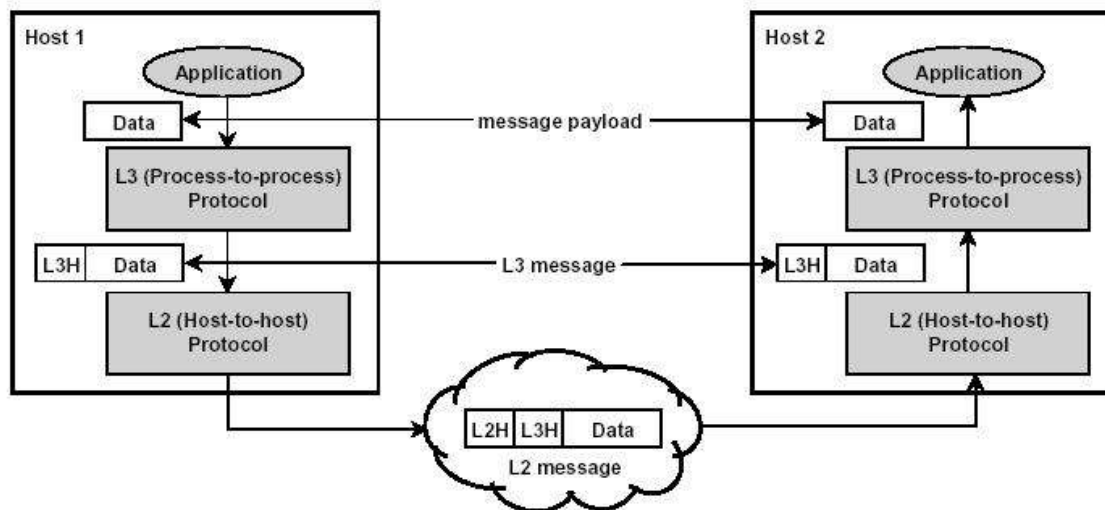 Host 1
Host 2
Application
Application
Data
message payload
Data
L3 (Process-to-process)
Protocol
L3 (Process-to-process)
Protocol
L3H Data
L3 message
L3H Data
L2 (Host-to-host)
Protocol
L2 (Host-to-host)
Protocol
L2H L3H Data
L2 message